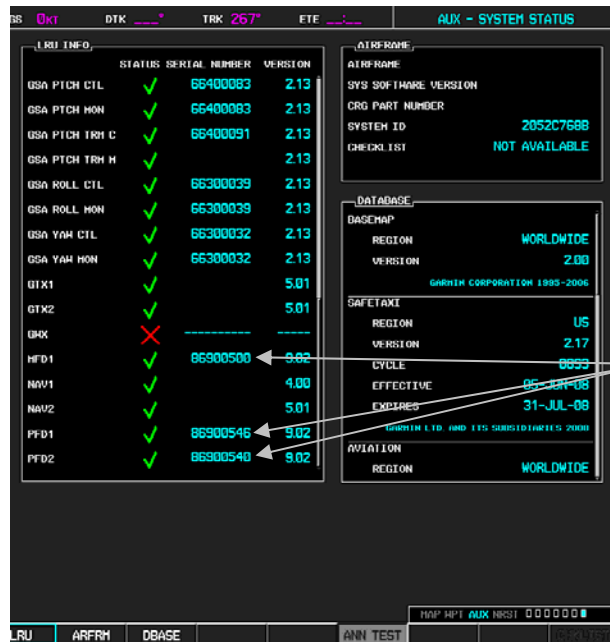 GS 0KT DTK ___° TRK 267° ETE __:__ AUX - SYSTEM STATUS
LRU INFO
STATUS SERIAL NUMBER VERSION
GSA PTCH CTL 66400083 2.13
GSA PTCH MON 66400083 2.13
GSA PTCH TRM C 66400091 2.13
GSA PTCH TRM M 2.13
GSA ROLL CTL 66300039 2.13
GSA ROLL MON 66300039 2.13
GSA YAW CTL 66300032 2.13
GSA YAW MON 66300032 2.13
GTX1 5.01
GTX2 5.01
GWX ---------- -----
MFD1 86900500 9.02
NAV1 4.00
NAV2 5.01
PFD1 86900546 9.02
PFD2 86900540 9.02
AIRFRAME
AIRFRAME
SYS SOFTWARE VERSION
CRG PART NUMBER
SYSTEM ID 2052C768B
CHECKLIST NOT AVAILABLE
DATABASE
BASEMAP
REGION WORLDWIDE
VERSION 2.00
GARMIN CORPORATION 1995-2006
SAFETAXI
REGION US
VERSION 2.17
CYCLE
EFFECTIVE 05-JUN-08
EXPIRES 31-JUL-08
GARMIN LTD. AND ITS SUBSIDIARIES 2008
AVIATION
REGION WORLDWIDE
MAP WPT AUX NRST
LRU ARFRM DBASE ANN TEST